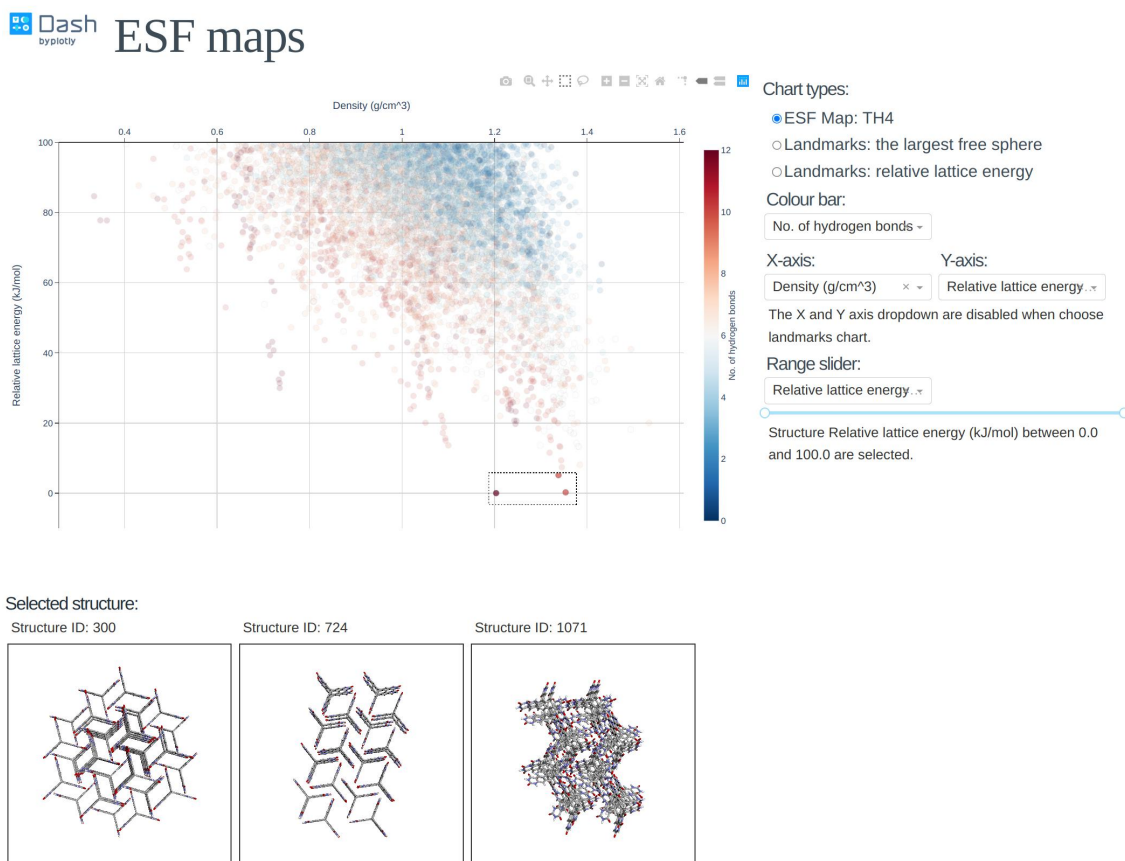 Dash
by plotly
ESF maps
Density (g/cm^3)
0.4 0.6 0.8 1 1.2 1.4 1.6
100
80
60
40
20
0
Relative lattice energy (kJ/mol)
12
10
8
6
4
2
0
No. of hydrogen bonds
Chart types:
ESF Map: TH4
Landmarks: the largest free sphere
Landmarks: relative lattice energy
Colour bar:
No. of hydrogen bonds
X-axis: Y-axis:
Density (g/cm^3) × Relative lattice energy...
The X and Y axis dropdown are disabled when choose
landmarks chart.
Range slider:
Relative lattice energy...
Structure Relative lattice energy (kJ/mol) between 0.0
and 100.0 are selected.
Selected structure:
Structure ID: 300 Structure ID: 724 Structure ID: 1071